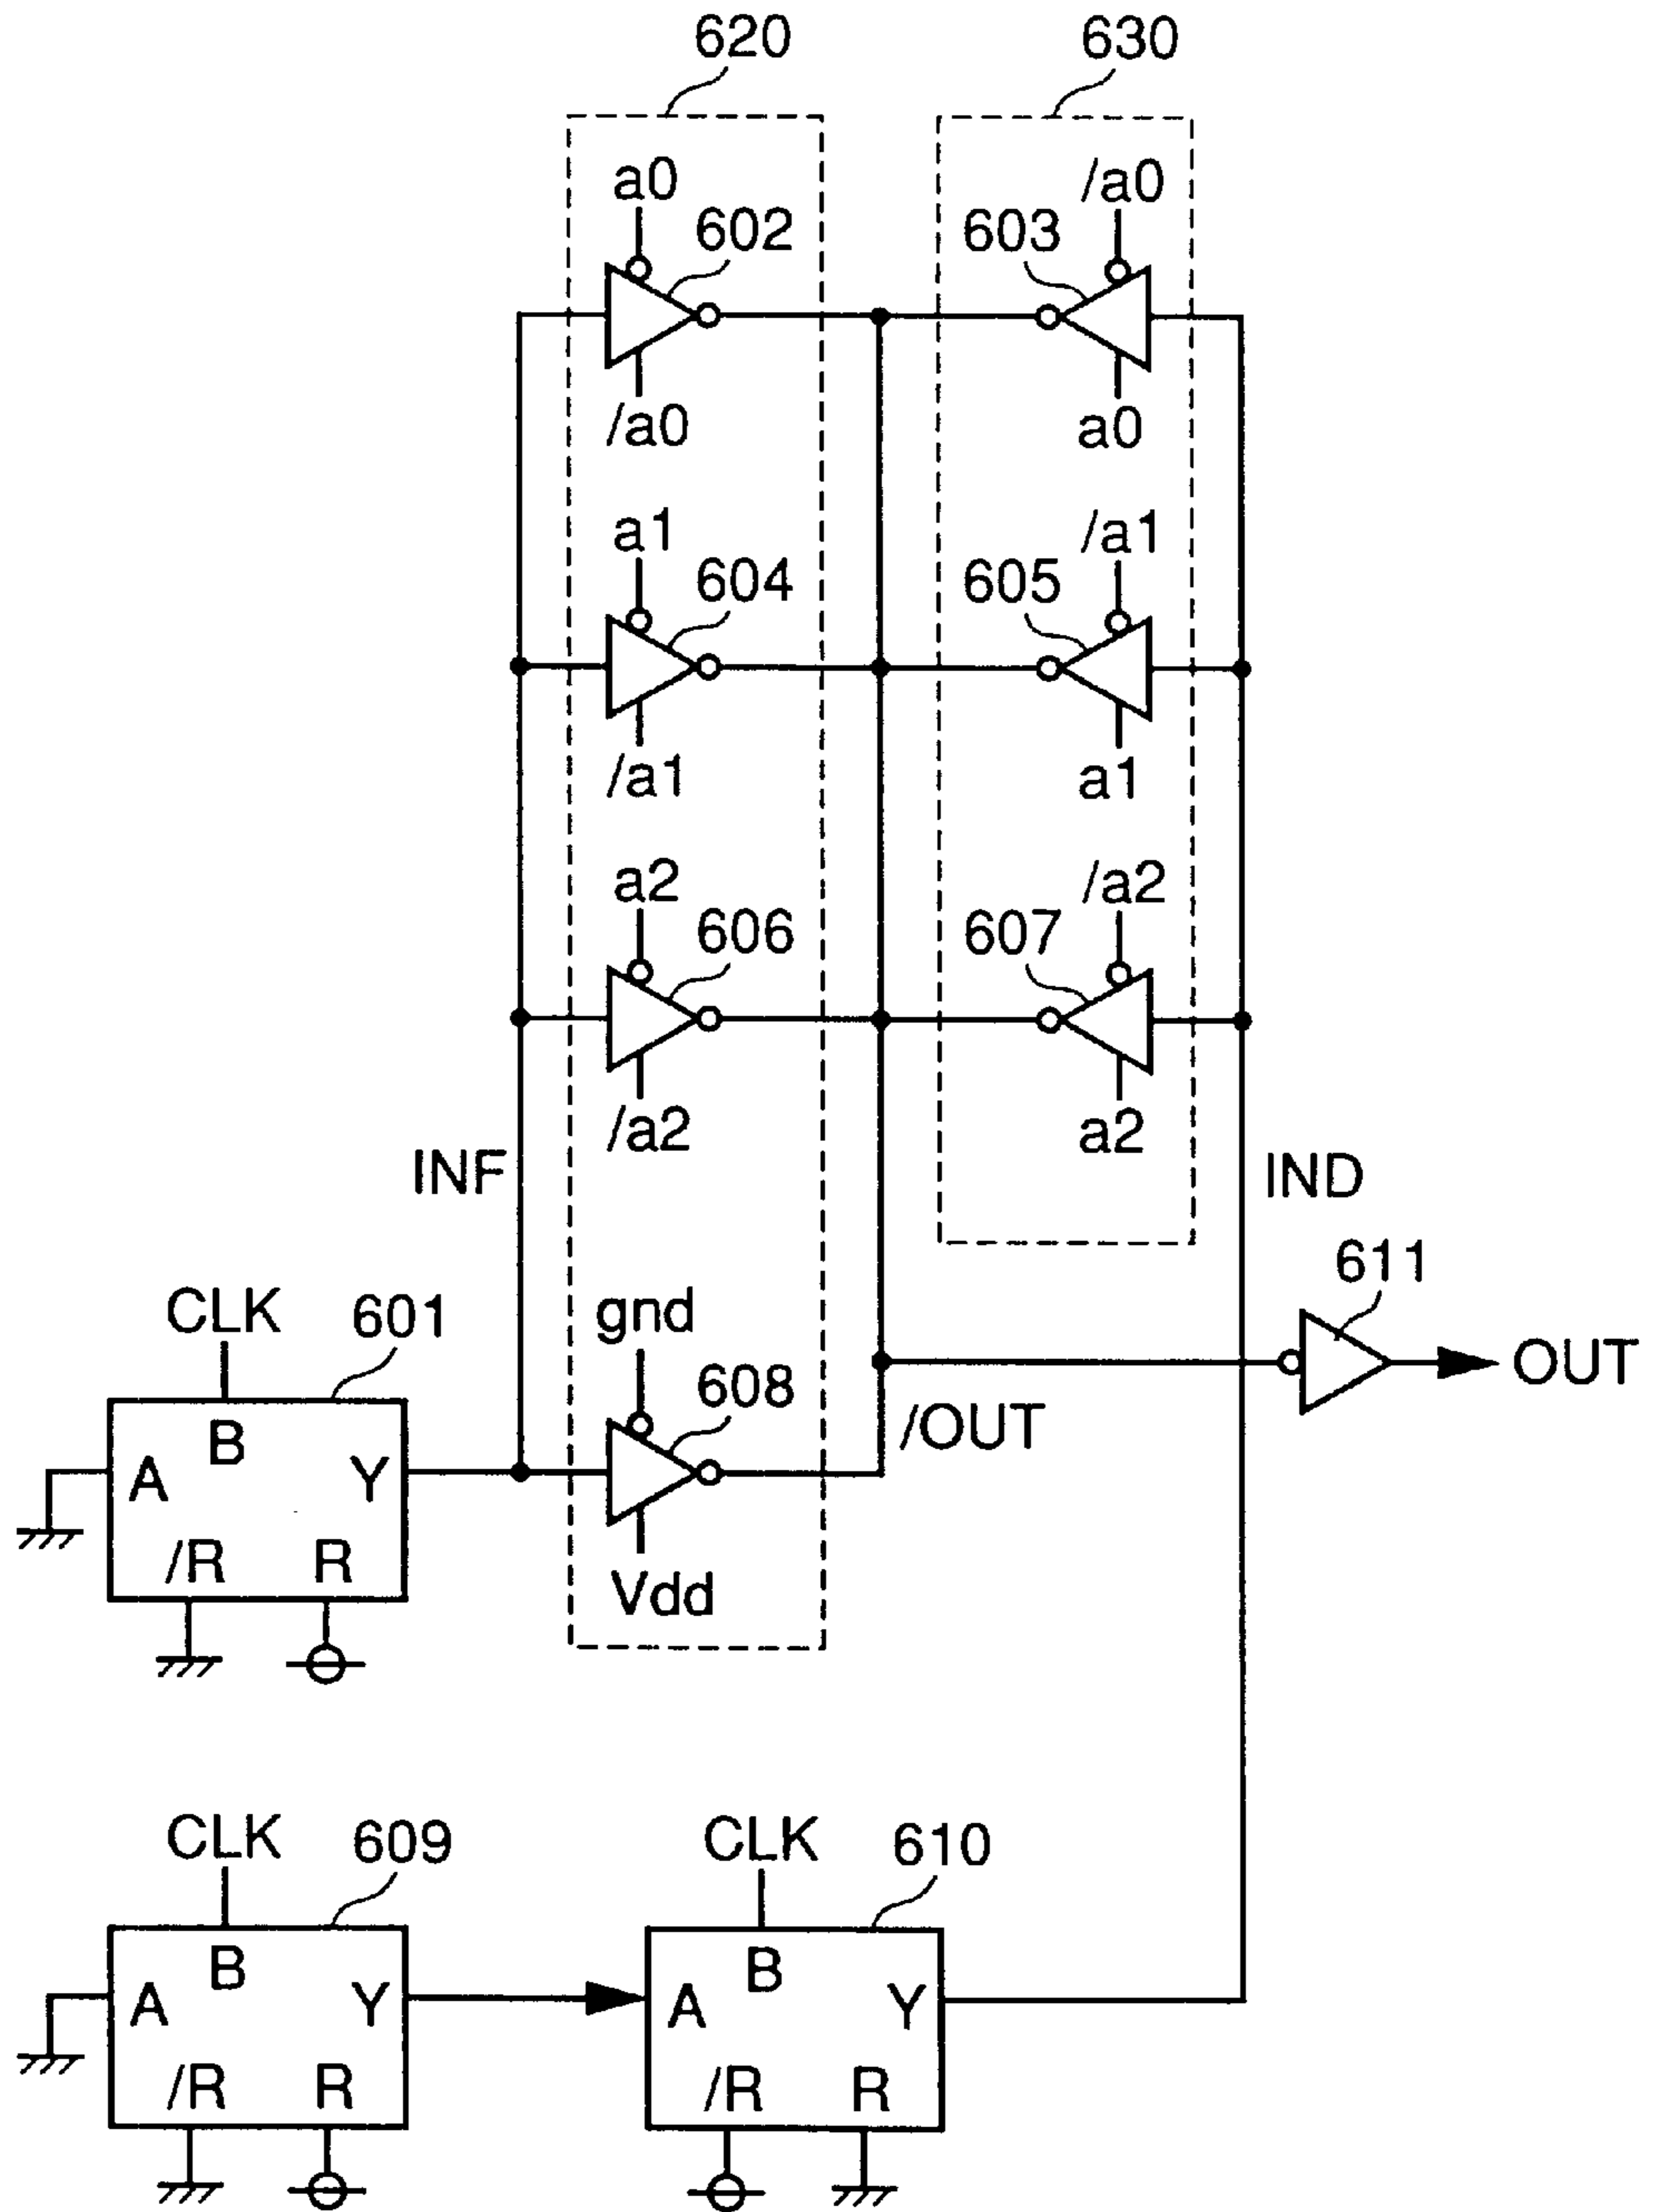 620 630
a0 /a0
602 603
/a0 a0
a1 /a1
604 605
/a1 a1
a2 /a2
606 607
/a2 a2
INF IND
611
CLK 601 gnd
608 OUT
B /OUT
A Y
/R R Vdd
CLK 609 CLK 610
B B
A Y A Y
/R R /R R